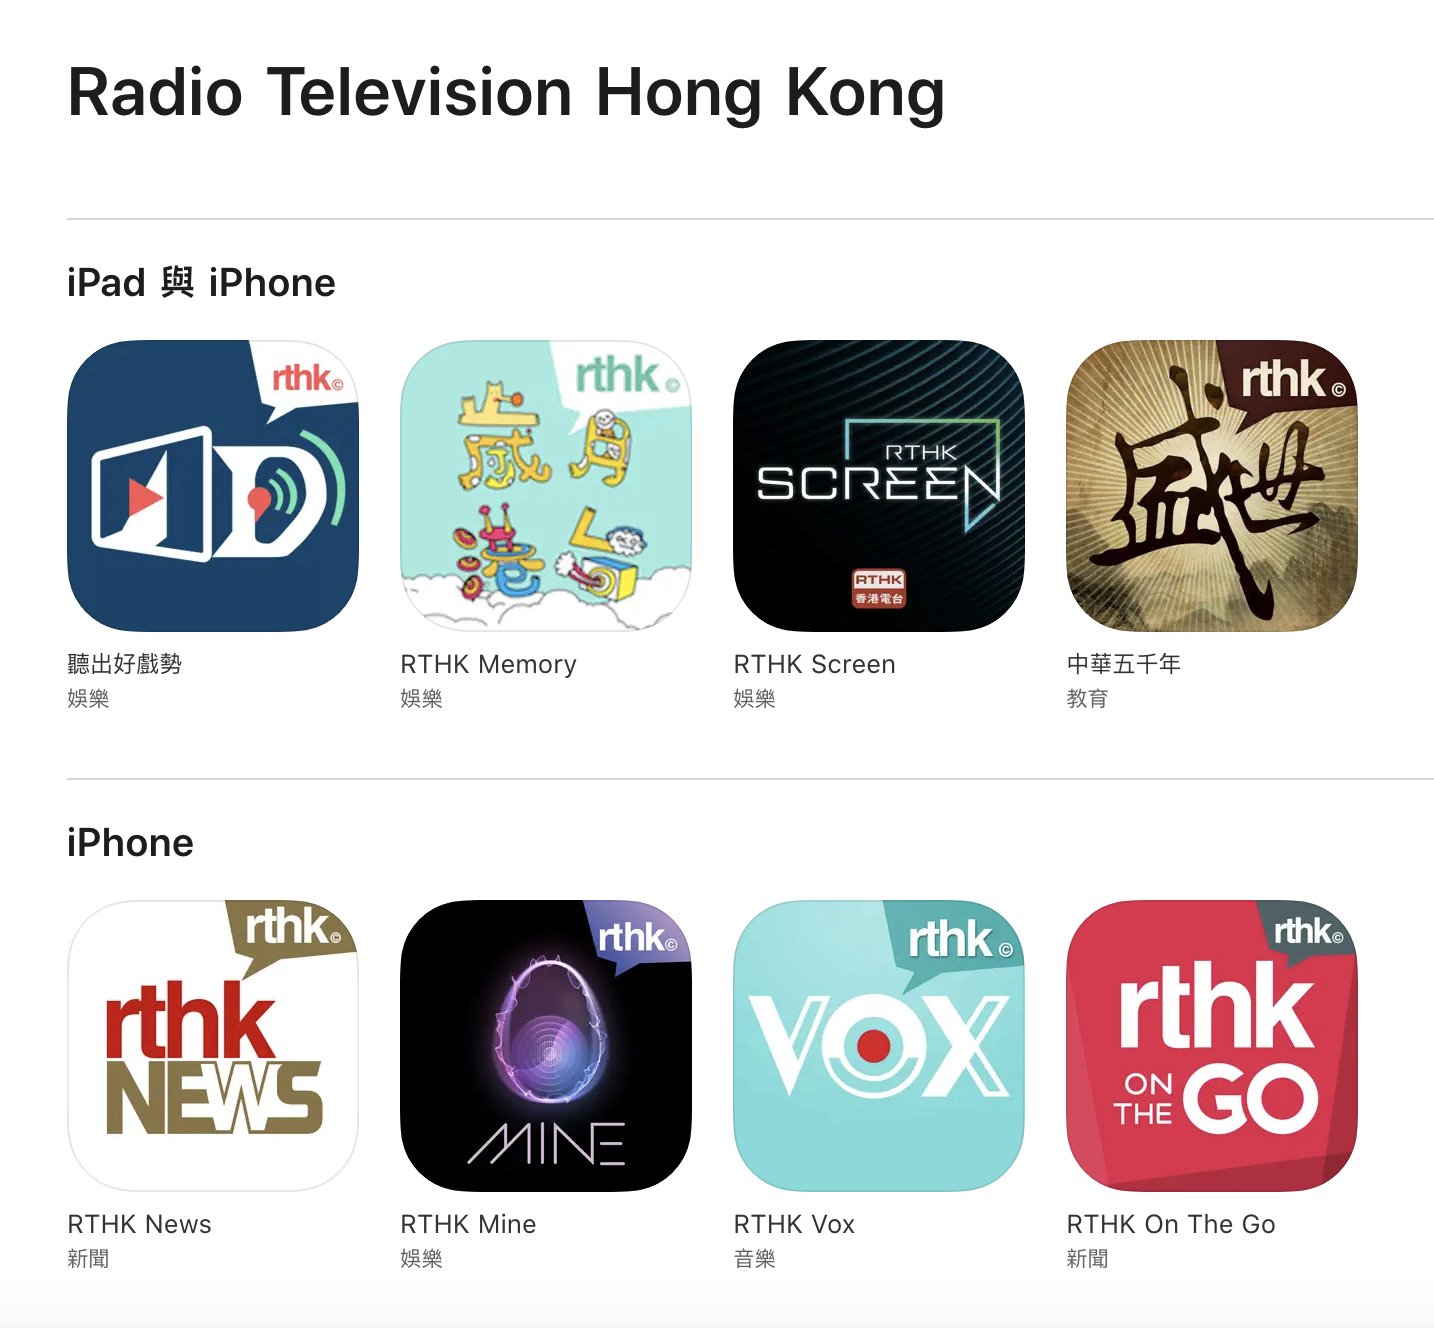 Radio Television Hong Kong
iPad 與 iPhone
rthk©
AD
rthk©
歲月
港台
RTHK
SCREEN
RTHK
香港電台
rthk©
盛世
聽出好戲勢
娛樂
RTHK Memory
娛樂
RTHK Screen
娛樂
中華五千年
教育
iPhone
rthk©
rthk
NEWS
rthk©
MINE
rthk©
VOX
rthk©
rthk
ON
THE GO
RTHK News
新聞
RTHK Mine
娛樂
RTHK Vox
音樂
RTHK On The Go
新聞